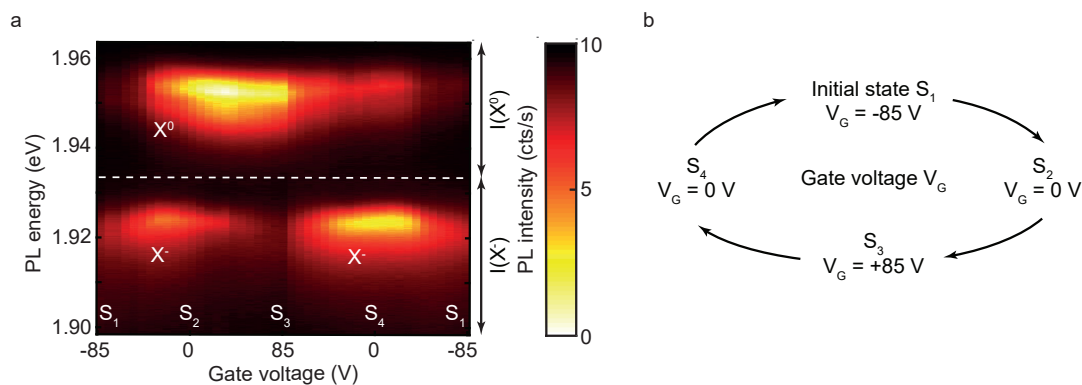 a
PL energy (eV)
1.96
1.94
1.92
1.90
X⁰
X⁻
X⁻
S₁ S₂ S₃ S₄ S₁
-85 0 85 0 -85
Gate voltage (V)
I(X⁰)
I(X⁻)
PL intensity (cts/s)
10
5
0
b
Initial state S₁
V_G = -85 V
S₂
V_G = 0 V
S₃
V_G = +85 V
S₄
V_G = 0 V
Gate voltage V_G